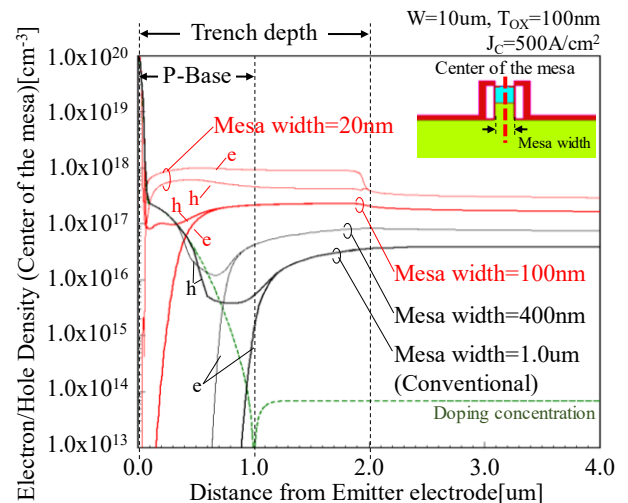 W=10um, TOX=100nm
JC=500A/cm²
Trench depth
P-Base
Center of the mesa
Mesa width
Mesa width=20nm
e
h
h
e
h
e
Mesa width=100nm
Mesa width=400nm
Mesa width=1.0um
(Conventional)
Doping concentration
Electron/Hole Density (Center of the mesa)[cm⁻³]
1.0x10²⁰
1.0x10¹⁹
1.0x10¹⁸
1.0x10¹⁷
1.0x10¹⁶
1.0x10¹⁵
1.0x10¹⁴
1.0x10¹³
0.0 1.0 2.0 3.0 4.0
Distance from Emitter electrode[um]